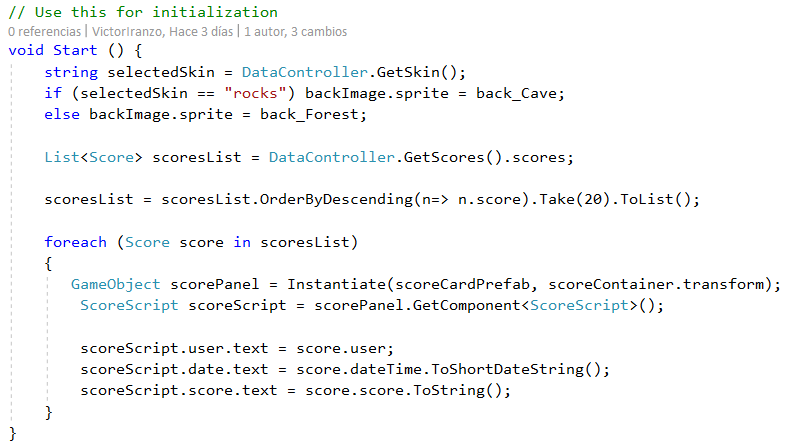 // Use this for initialization
0 referencias | VictorIranzo, Hace 3 días | 1 autor, 3 cambios
void Start () {
string selectedSkin = DataController.GetSkin();
if (selectedSkin == "rocks") backImage.sprite = back_Cave;
else backImage.sprite = back_Forest;
List<Score> scoresList = DataController.GetScores().scores;
scoresList = scoresList.OrderByDescending(n=> n.score).Take(20).ToList();
foreach (Score score in scoresList)
{
GameObject scorePanel = Instantiate(scoreCardPrefab, scoreContainer.transform);
ScoreScript scoreScript = scorePanel.GetComponent<ScoreScript>();
scoreScript.user.text = score.user;
scoreScript.date.text = score.dateTime.ToShortDateString();
scoreScript.score.text = score.score.ToString();
}
}